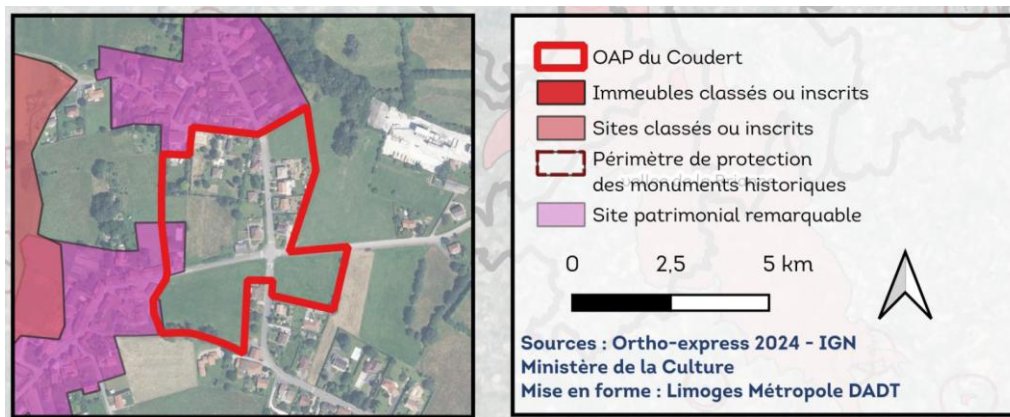 OAP du Coudert
Immeubles classés ou inscrits
Sites classés ou inscrits
Périmètre de protection
des monuments historiques
Site patrimonial remarquable
0 2,5 5 km
Sources : Ortho-express 2024 - IGN
Ministère de la Culture
Mise en forme : Limoges Métropole DADT